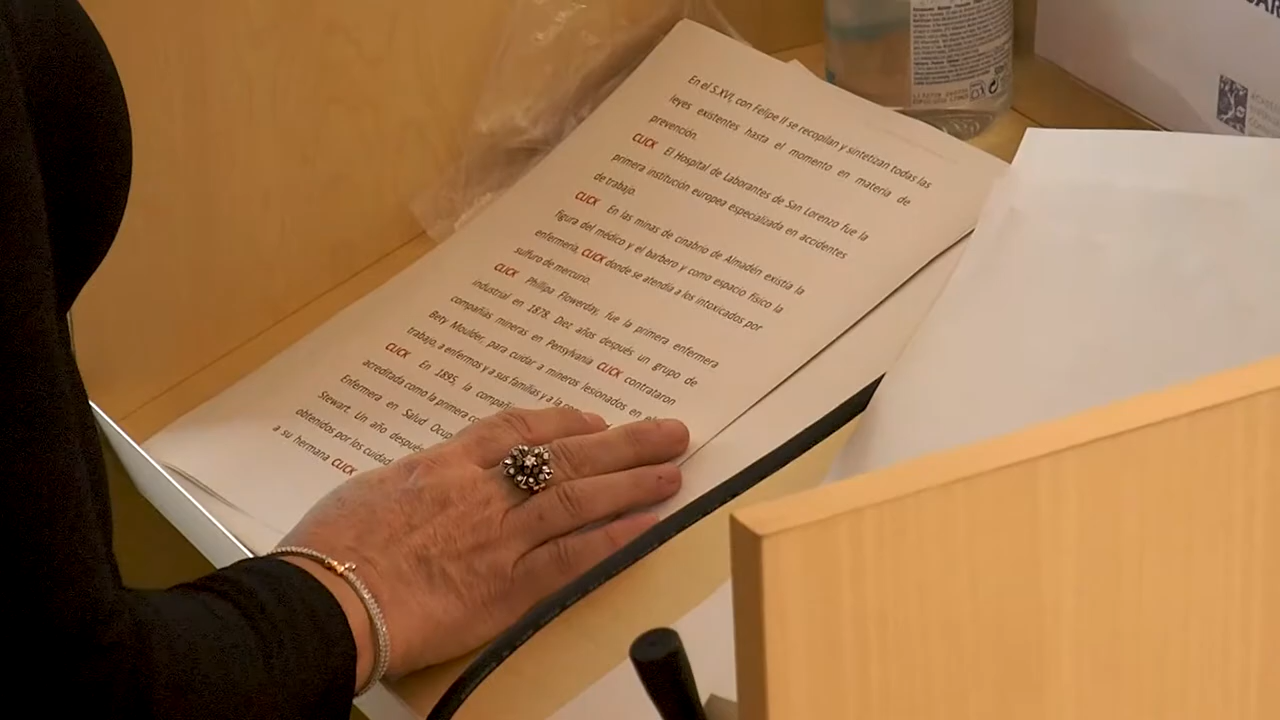 En el S.XVI, con Felipe II se recopilan y sintetizan todas las
leyes existentes hasta el momento en materia de
prevención.
CLICK El Hospital de Laborantes de San Lorenzo fue la
primera institución europea especializada en accidentes
de trabajo.
CLICK En las minas de cinabrio de Almadén existía la
figura del médico y el barbero y como espacio físico la
enfermería, CLICK donde se atendía a los intoxicados por
sulfuro de mercurio.
CLICK Phillipa Flowerday, fue la primera enfermera
industrial en 1878. Diez años después un grupo de
compañías mineras en Pensylvania CLICK contrataron
Bety Moulder, para cuidar a mineros lesionados en el
trabajo, a enfermos y a sus familias y a la
CLICK En 1895, la
acreditada como la primera
Enfermera en Salud
Stewart. Un año después
obtenidos por los
a su hermana CLICK